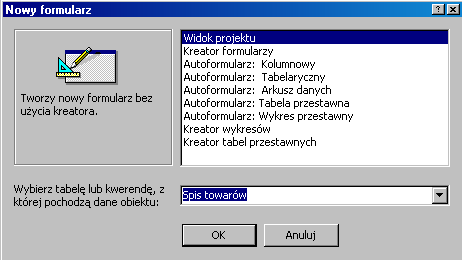 Nowy formularz
Widok projektu
Kreator formularzy
Autoformularz:  Kolumnowy
Autoformularz:  Tabelaryczny
Autoformularz:  Arkusz danych
Autoformularz: Tabela przestawna
Autoformularz: Wykres przestawny
Kreator wykresów
Kreator tabel przestawnych
Tworzy nowy formularz bez
użycia kreatora.
Wybierz tabelę lub kwerendę, z
której pochodzą dane obiektu:
Spis towarów
OK
Anuluj